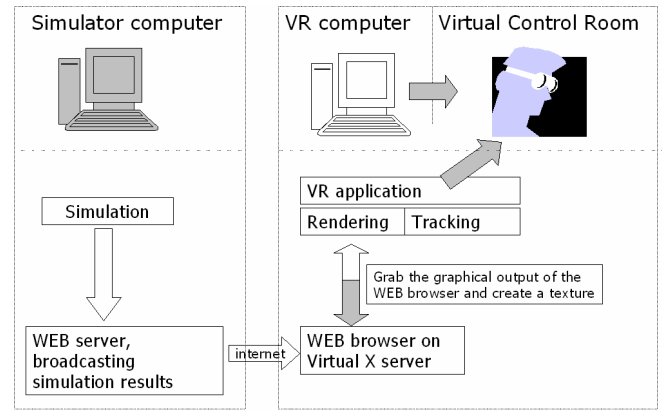 Simulator computer
VR computer
Virtual Control Room
Simulation
WEB server,
broadcasting
simulation results
internet
VR application
Rendering
Tracking
Grab the graphical output of the
WEB browser and create a texture
WEB browser on
Virtual X server